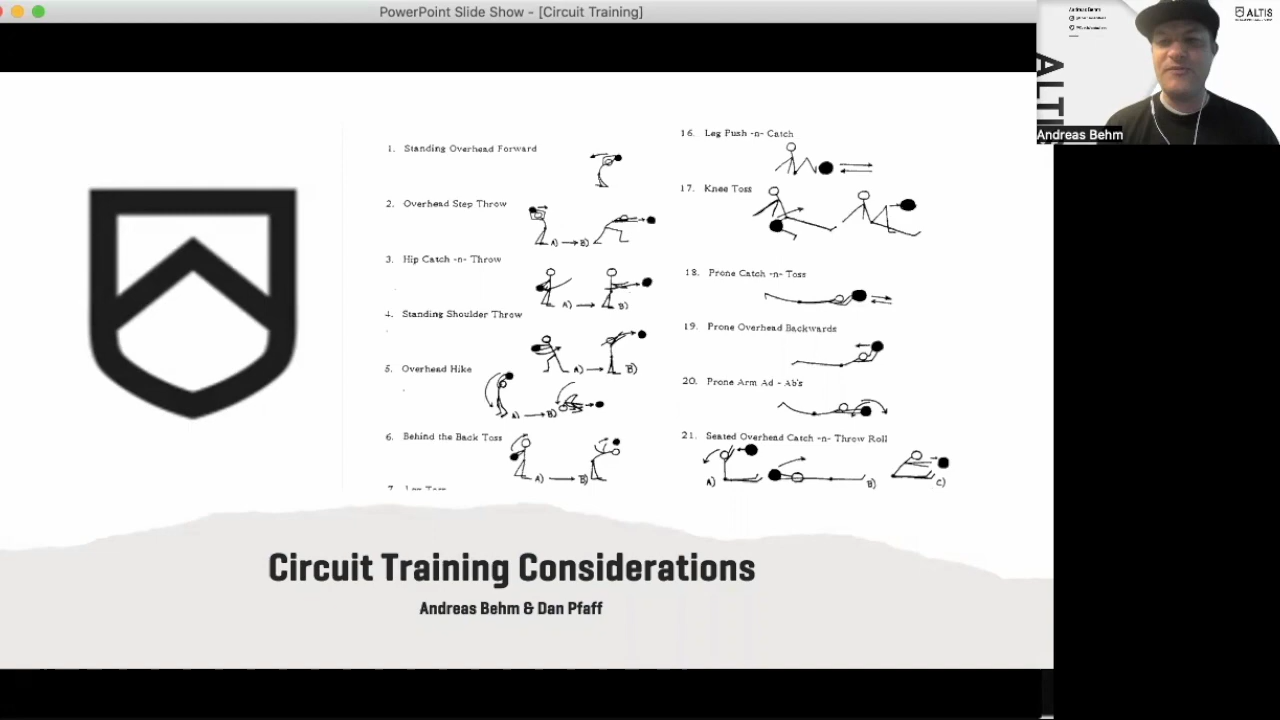 PowerPoint Slide Show - [Circuit Training]
Andreas Behm
ALTIS
ALTI
Andreas Behm
1. Standing Overhead Forward
2. Overhead Step Throw
A) B)
3. Hip Catch -n- Throw
A) B)
4. Standing Shoulder Throw
A) B)
5. Overhead Hike
A) B)
6. Behind the Back Toss
A) B)
16. Leg Push -n- Catch
17. Knee Toss
18. Prone Catch -n- Toss
19. Prone Overhead Backwards
20. Prone Arm Ad - Ab's
21. Seated Overhead Catch -n- Throw Roll
A) B) C)
Circuit Training Considerations
Andreas Behm & Dan Pfaff